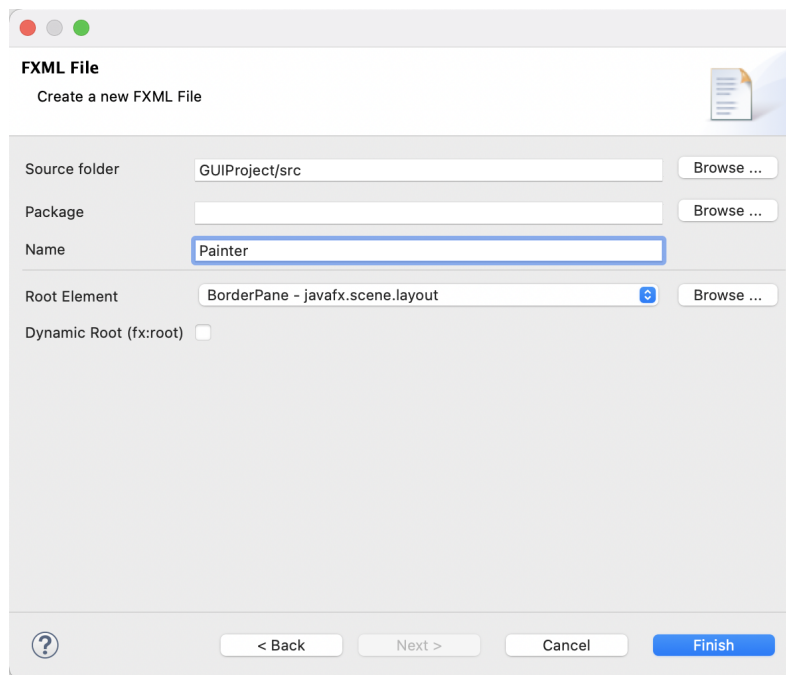 FXML File
Create a new FXML File
Source folder GUIProject/src Browse ...
Package Browse ...
Name Painter
Root Element BorderPane - javafx.scene.layout Browse ...
Dynamic Root (fx:root)
? < Back Next > Cancel Finish